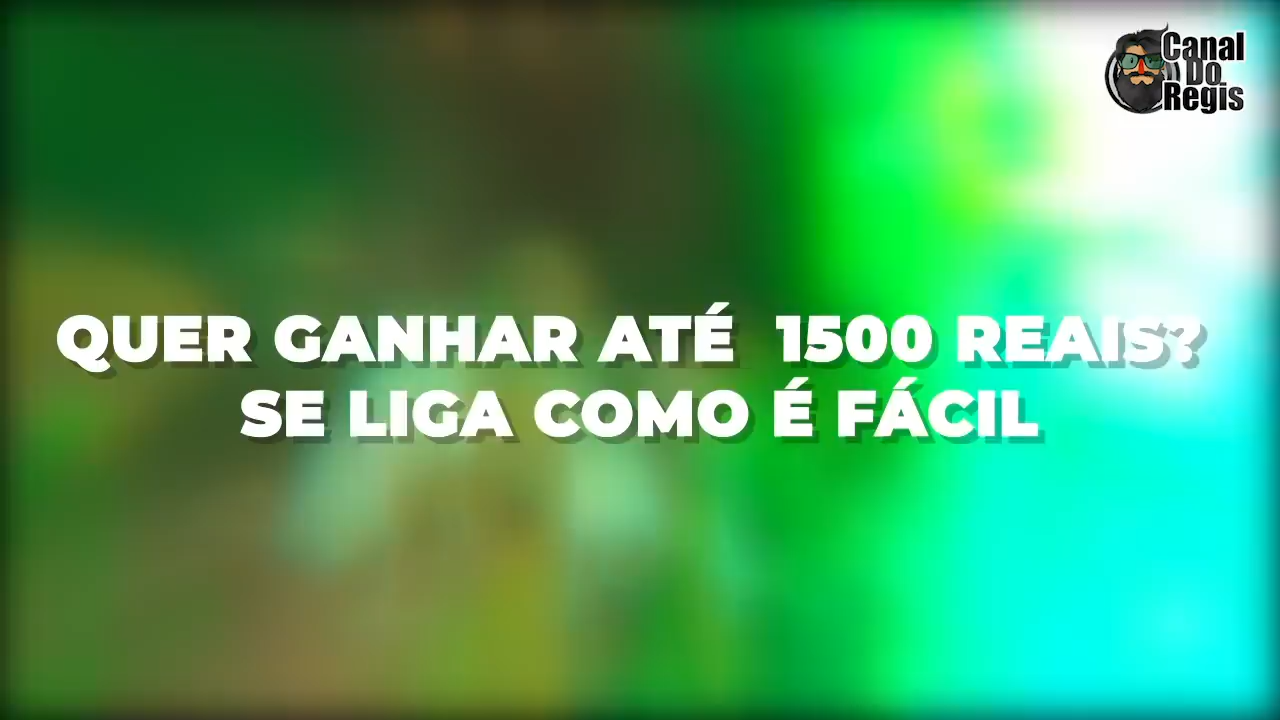 Canal
Do
Regis
QUER GANHAR ATÉ  1500 REAIS?
SE LIGA COMO É FÁCIL